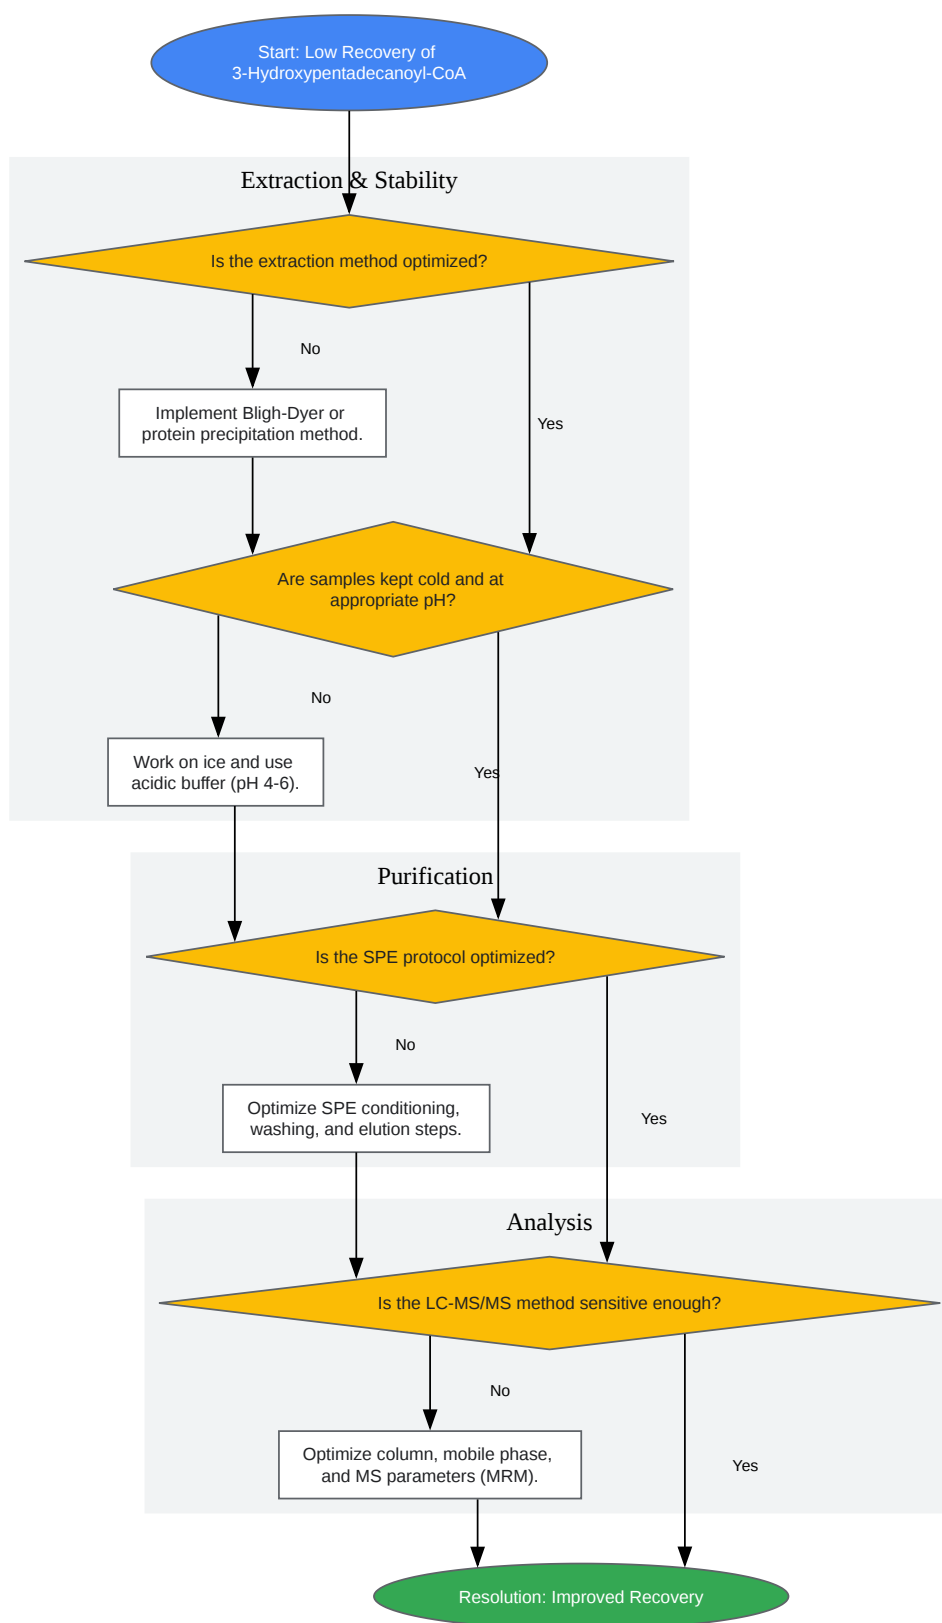 Start: Low Recovery of
3-Hydroxypentadecanoyl-CoA
Extraction & Stability
Is the extraction method optimized?
No
Implement Bligh-Dyer or
protein precipitation method.
Yes
Are samples kept cold and at
appropriate pH?
No
Work on ice and use
acidic buffer (pH 4-6).
Yes
Purification
Is the SPE protocol optimized?
No
Optimize SPE conditioning,
washing, and elution steps.
Yes
Analysis
Is the LC-MS/MS method sensitive enough?
No
Optimize column, mobile phase,
and MS parameters (MRM).
Yes
Resolution: Improved Recovery